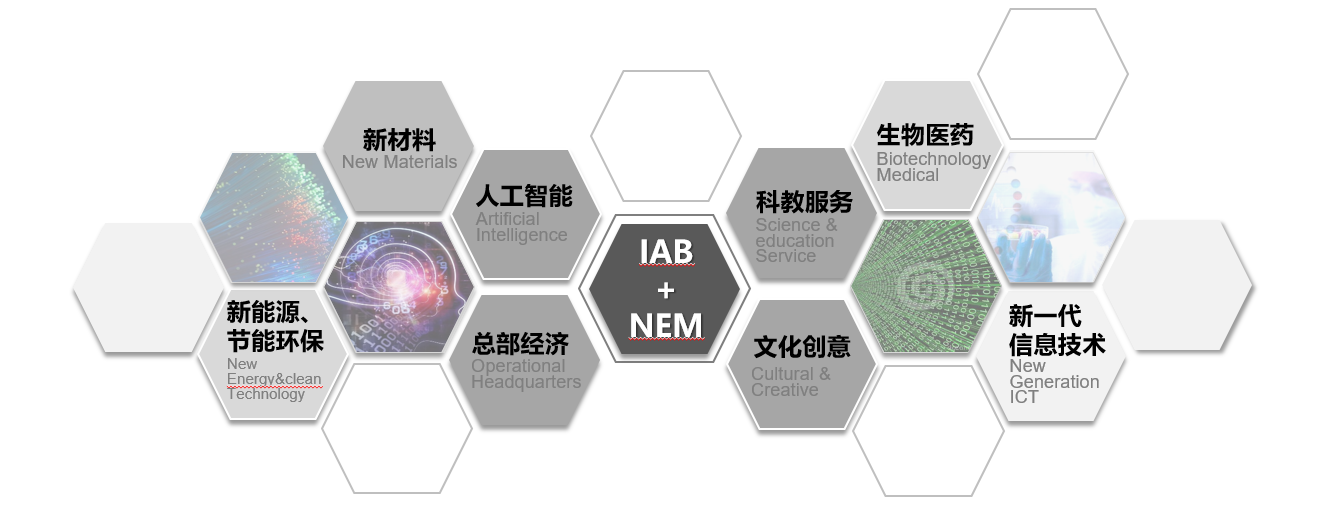 新材料
New Materials
人工智能
Artificial
Intelligence
新能源、
节能环保
New
Energy&clean
Technology
总部经济
Operational
Headquarters
IAB
+
NEM
科教服务
Science &
education
Service
文化创意
Cultural &
Creative
生物医药
Biotechnology
Medical
新一代
信息技术
New
Generation
ICT